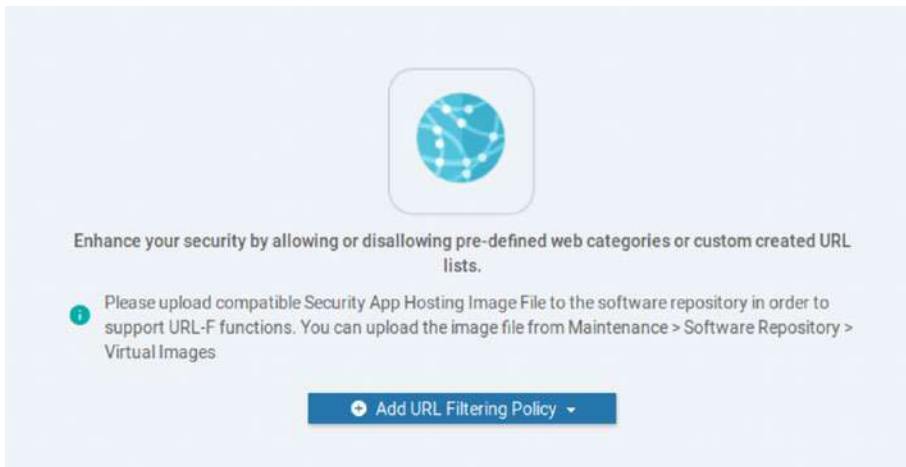 Enhance your security by allowing or disallowing pre-defined web categories or custom created URL
lists.
Please upload compatible Security App Hosting Image File to the software repository in order to
support URL-F functions. You can upload the image file from Maintenance > Software Repository >
Virtual Images
Add URL Filtering Policy